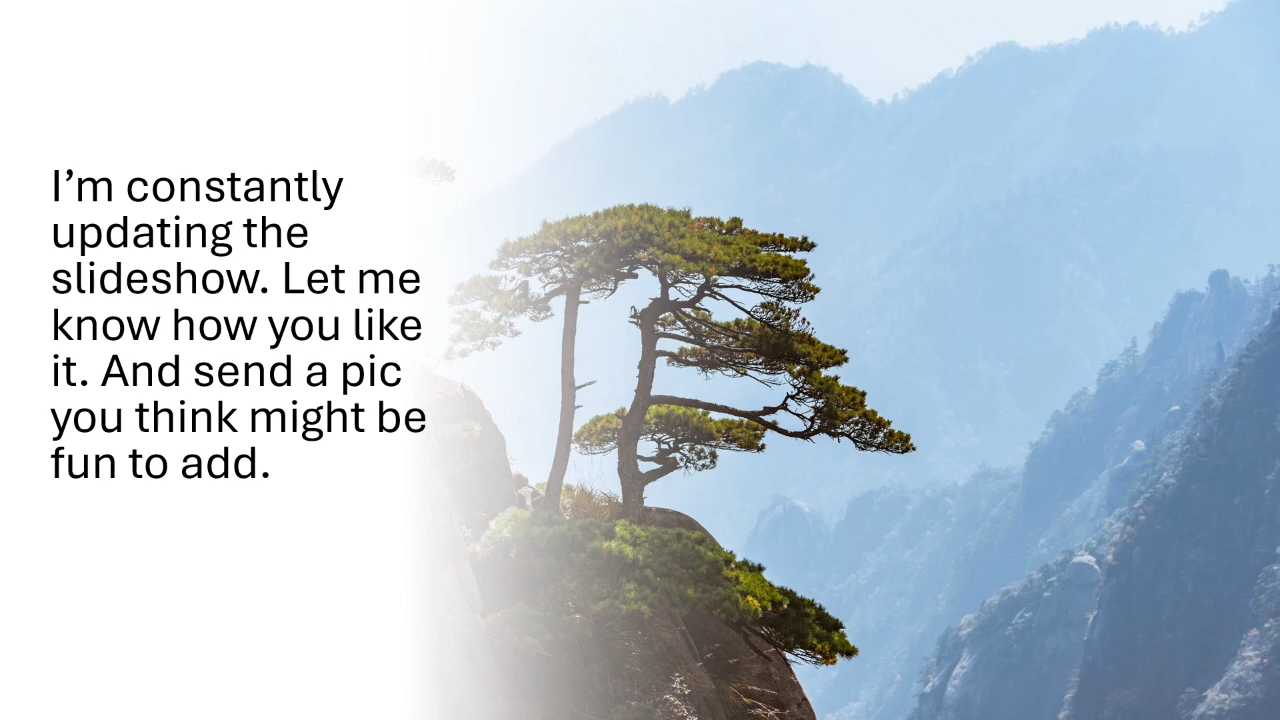 I’m constantly
updating the
slideshow. Let me
know how you like
it. And send a pic
you think might be
fun to add.